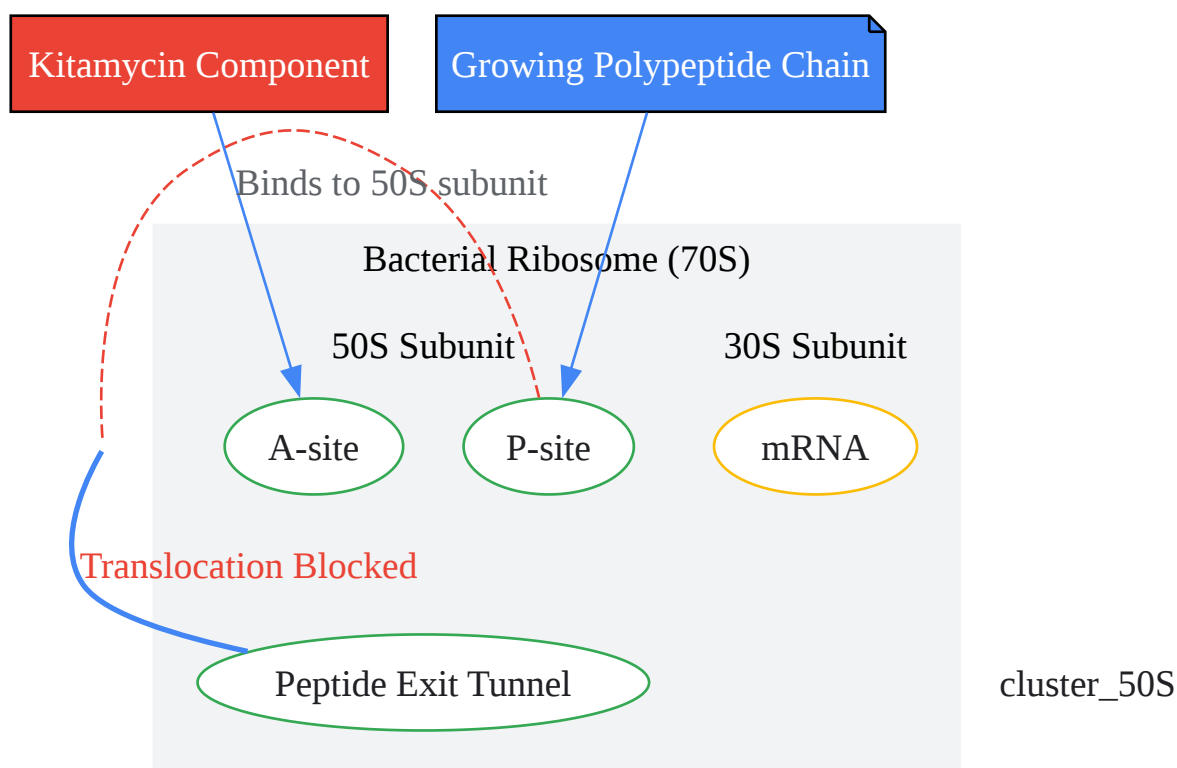 Kitamycin Component
Growing Polypeptide Chain
Binds to 50S subunit
Bacterial Ribosome (70S)
50S Subunit
30S Subunit
A-site
P-site
mRNA
Translocation Blocked
Peptide Exit Tunnel
cluster_50S